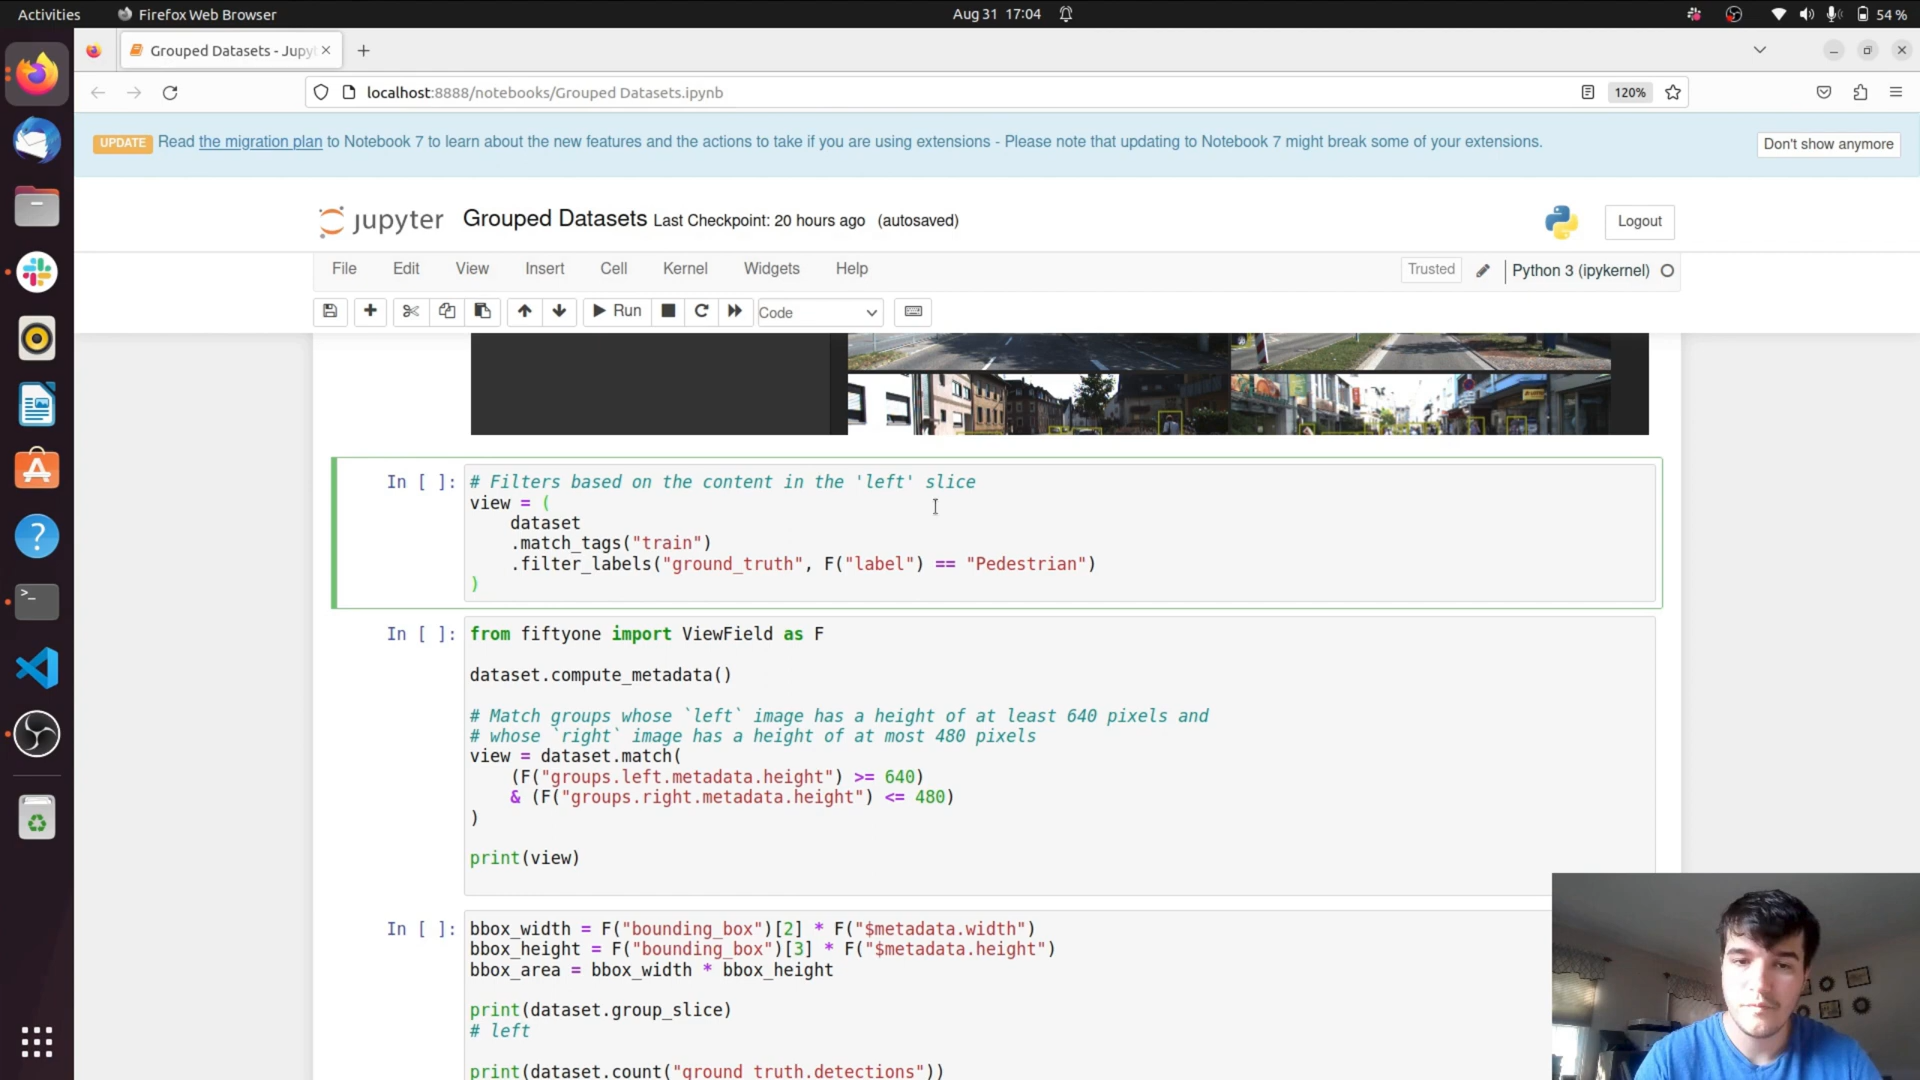 Activities
Firefox Web Browser
Aug 31 17:04
54 %
Grouped Datasets - Jupy
localhost:8888/notebooks/Grouped Datasets.ipynb
120%
UPDATE Read the migration plan to Notebook 7 to learn about the new features and the actions to take if you are using extensions - Please note that updating to Notebook 7 might break some of your extensions.
Don't show anymore
jupyter Grouped Datasets Last Checkpoint: 20 hours ago (autosaved)
Logout
File Edit View Insert Cell Kernel Widgets Help
Trusted
Python 3 (ipykernel)
Run
Code
In [ ]: # Filters based on the content in the 'left' slice
view = (
dataset
.match_tags("train")
.filter_labels("ground_truth", F("label") == "Pedestrian")
)
In [ ]: from fiftyone import ViewField as F
dataset.compute_metadata()
# Match groups whose `left` image has a height of at least 640 pixels and
# whose `right` image has a height of at most 480 pixels
view = dataset.match(
(F("groups.left.metadata.height") >= 640)
& (F("groups.right.metadata.height") <= 480)
)
print(view)
In [ ]: bbox_width = F("bounding_box")[2] * F("$metadata.width")
bbox_height = F("bounding_box")[3] * F("$metadata.height")
bbox_area = bbox_width * bbox_height
print(dataset.group_slice)
# left
print(dataset.count("ground_truth.detections"))